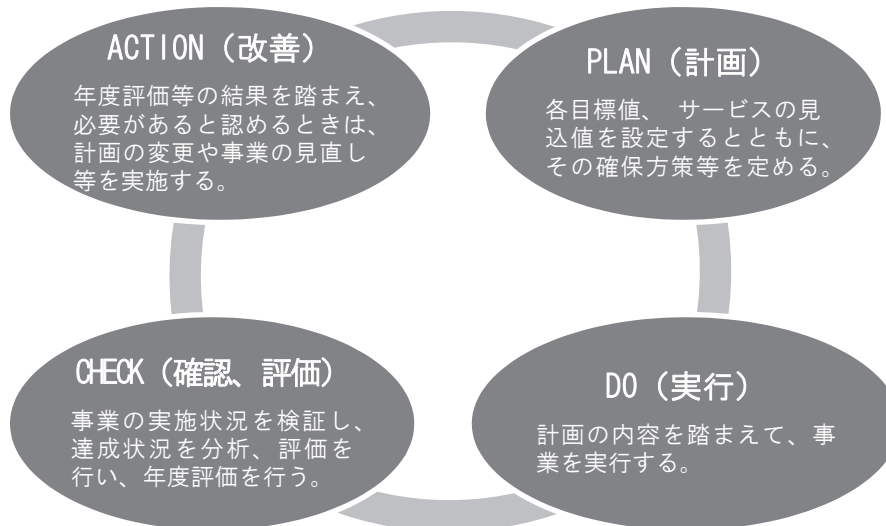 ACTION（改善）
年度評価等の結果を踏まえ、
必要があると認めるときは、
計画の変更や事業の見直し
等を実施する。
PLAN（計画）
各目標値、 サービスの見
込値を設定するとともに、
その確保方策等を定める。
CHECK（確認、評価）
事業の実施状況を検証し、
達成状況を分析、評価を
行い、年度評価を行う。
DO（実行）
計画の内容を踏まえて、事
業を実行する。